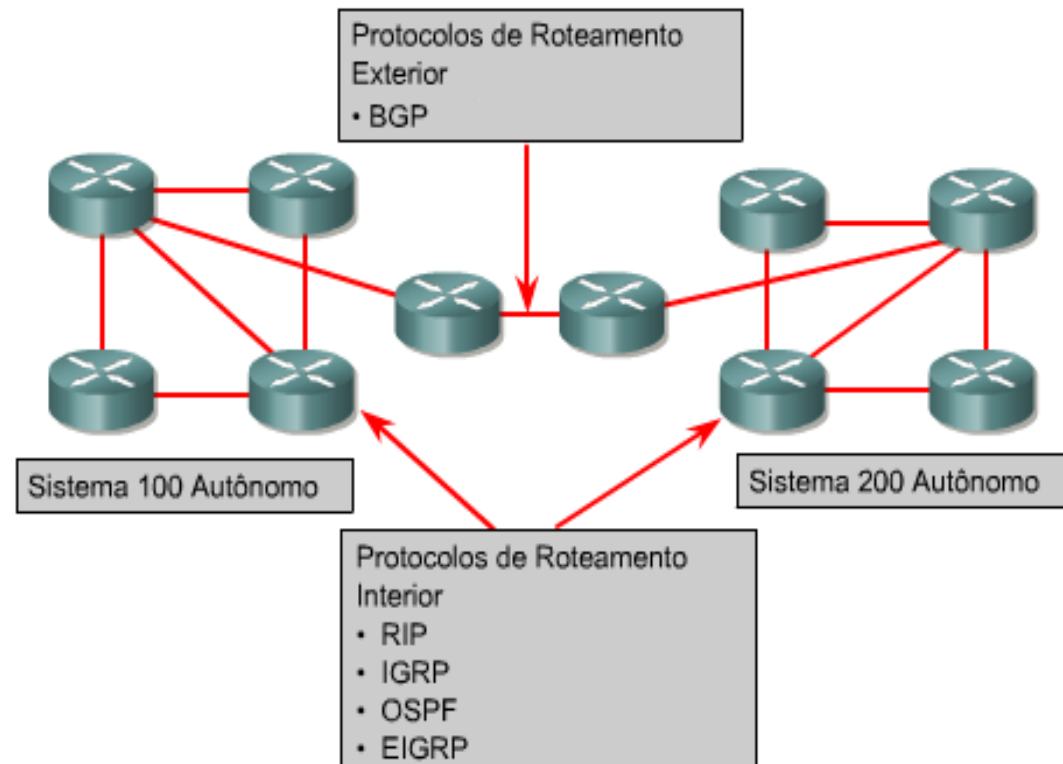 Protocolos de Roteamento
Exterior
• BGP
Sistema 100 Autônomo
Sistema 200 Autônomo
Protocolos de Roteamento
Interior
• RIP
• IGRP
• OSPF
• EIGRP